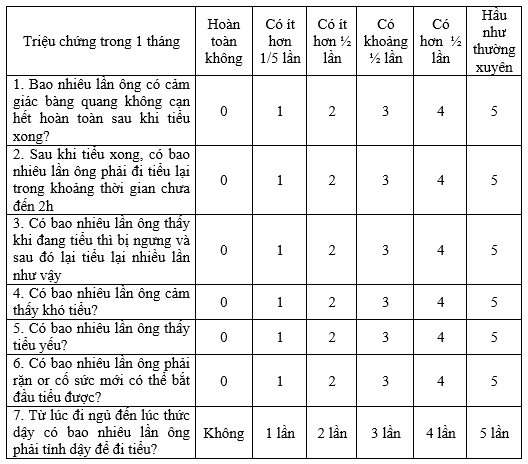 Triệu chứng trong 1 tháng
Hoàn
toàn
không
Có ít
hơn
1/5 lần
Có ít
hơn ½
lần
Có
khoảng
½ lần
Có
hơn ½
lần
Hầu
như
thường
xuyên
1. Bao nhiêu lần ông có cảm
giác bàng quang không cạn
hết hoàn toàn sau khi tiểu
xong?
0
1
2
3
4
5
2. Sau khi tiểu xong, có bao
nhiêu lần ông phải đi tiểu lại
trong khoảng thời gian chưa
đến 2h
0
1
2
3
4
5
3. Có bao nhiêu lần ông thấy
khi đang tiểu thì bị ngưng và
sau đó lại tiểu lại nhiều lần
như vậy
0
1
2
3
4
5
4. Có bao nhiêu lần ông cảm
thấy khó tiểu?
0
1
2
3
4
5
5. Có bao nhiêu lần ông thấy
tiểu yếu?
0
1
2
3
4
5
6. Có bao nhiêu lần ông phải
rặn or cố sức mới có thể bắt
đầu tiểu được?
0
1
2
3
4
5
7. Từ lúc đi ngủ đến lúc thức
dậy có bao nhiêu lần ông
phải tỉnh dậy để đi tiểu?
Không
1 lần
2 lần
3 lần
4 lần
5 lần